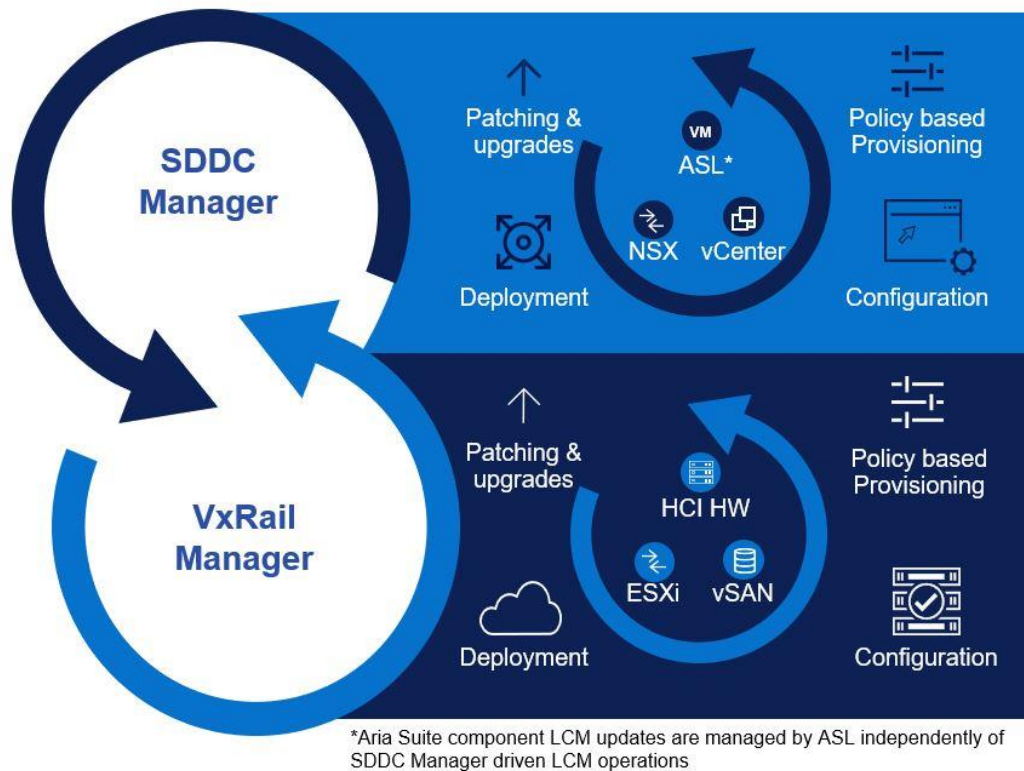 SDDC
Manager
Patching &
upgrades
VM
ASL*
NSX
vCenter
Policy based
Provisioning
Deployment
Configuration
VxRail
Manager
Patching &
upgrades
HCI HW
ESXi
vSAN
Policy based
Provisioning
Deployment
Configuration
*Aria Suite component LCM updates are managed by ASL independently of
SDDC Manager driven LCM operations